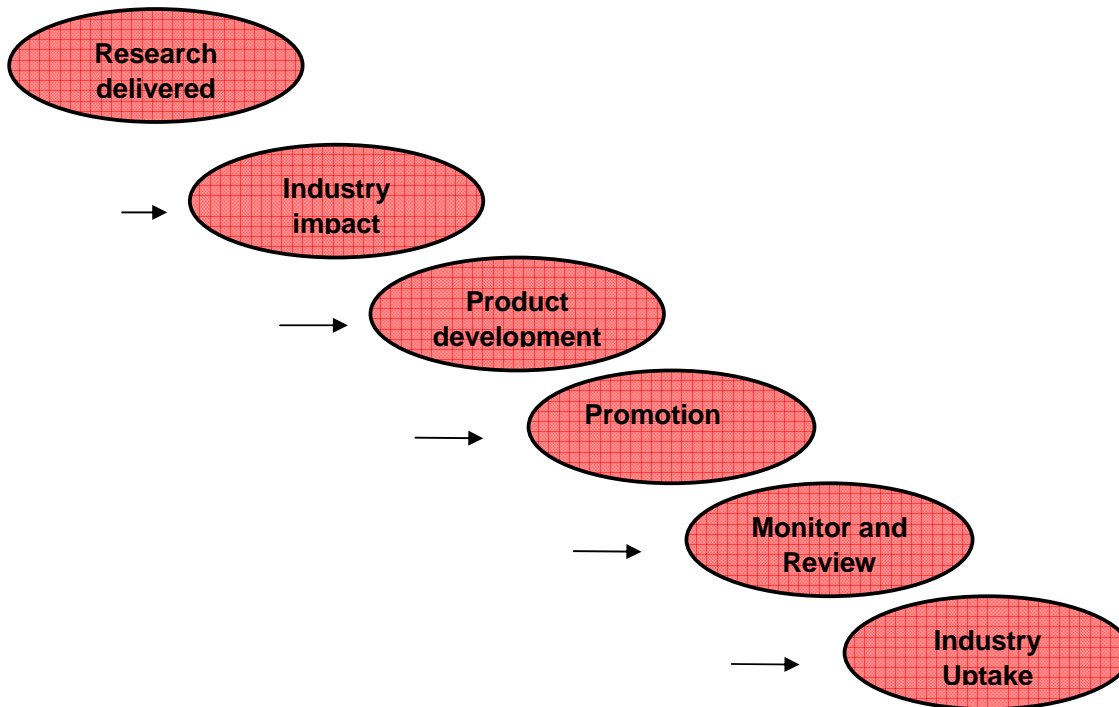 Research
delivered
Industry
impact
Product
development
Promotion
Monitor and
Review
Industry
Uptake